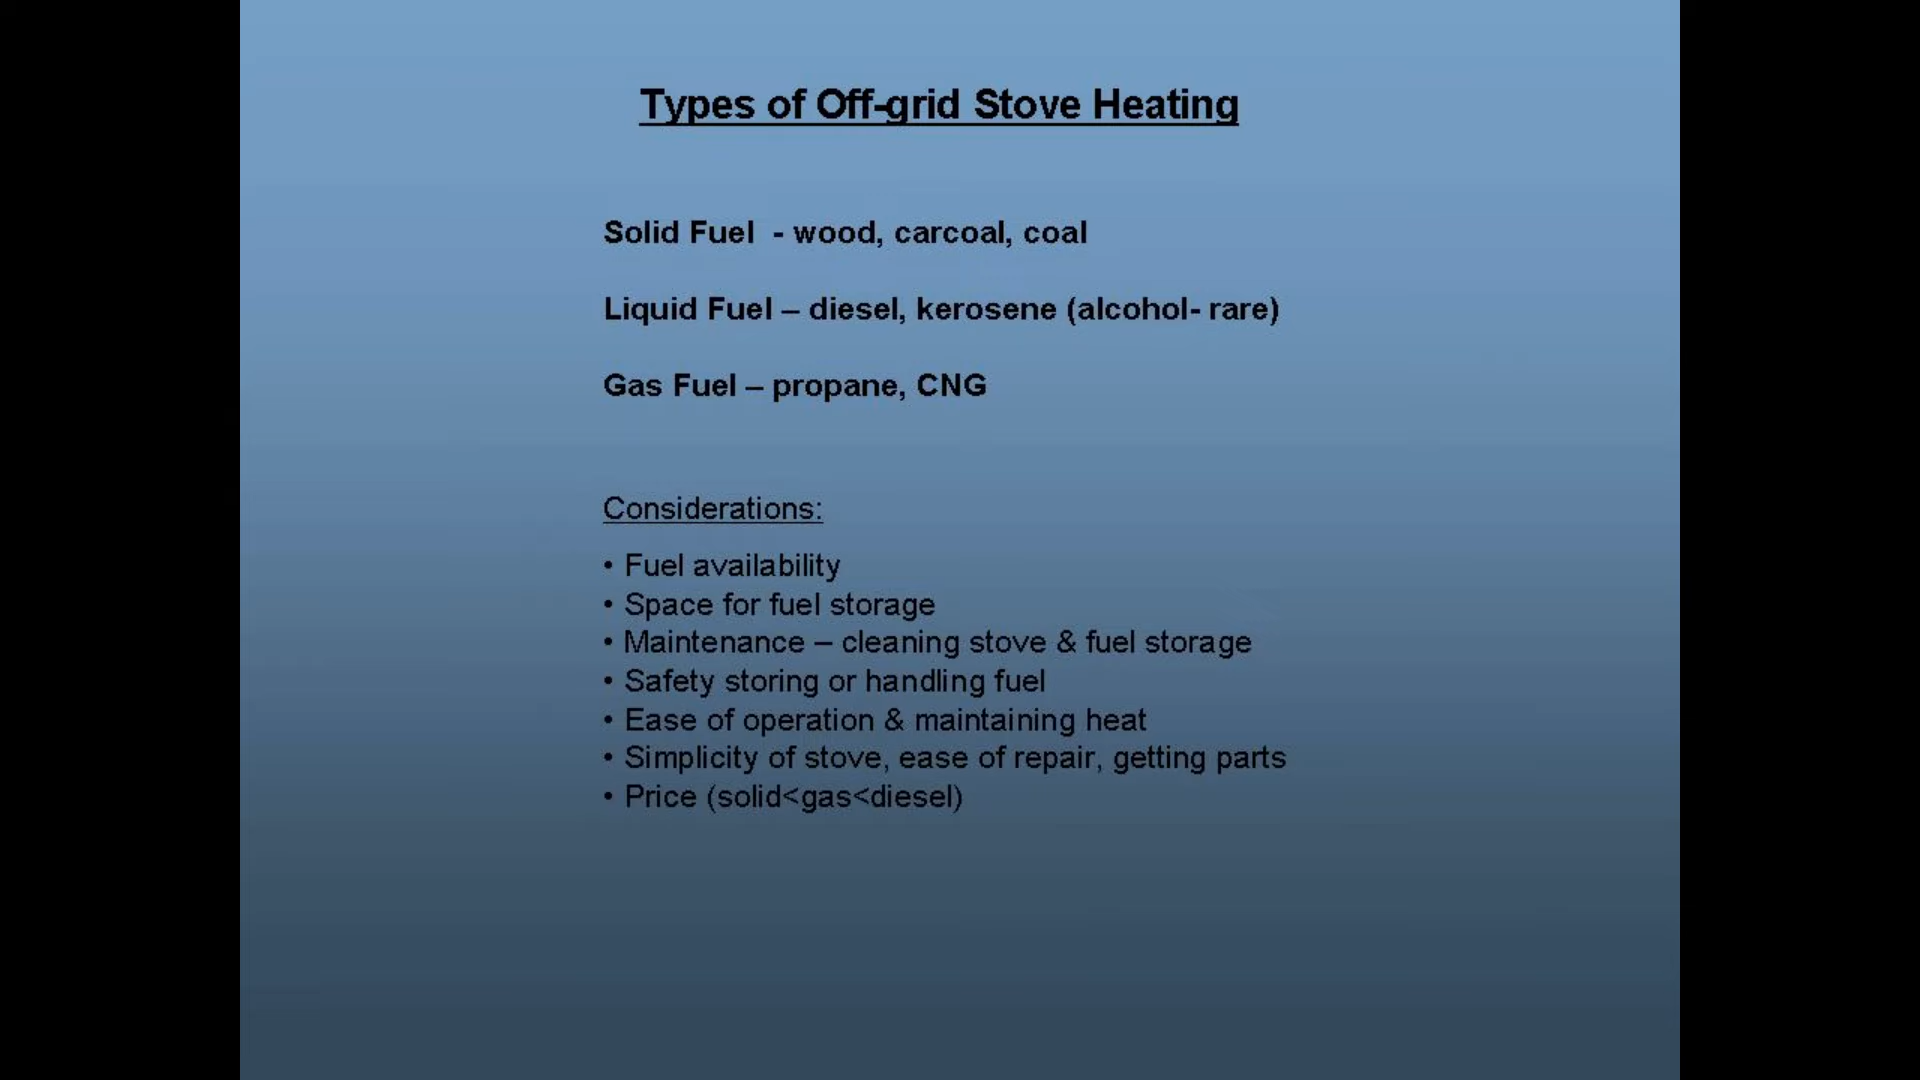 Types of Off-grid Stove Heating
Solid Fuel - wood, carcoal, coal
Liquid Fuel – diesel, kerosene (alcohol- rare)
Gas Fuel – propane, CNG
Considerations:
• Fuel availability
• Space for fuel storage
• Maintenance – cleaning stove & fuel storage
• Safety storing or handling fuel
• Ease of operation & maintaining heat
• Simplicity of stove, ease of repair, getting parts
• Price (solid<gas<diesel)